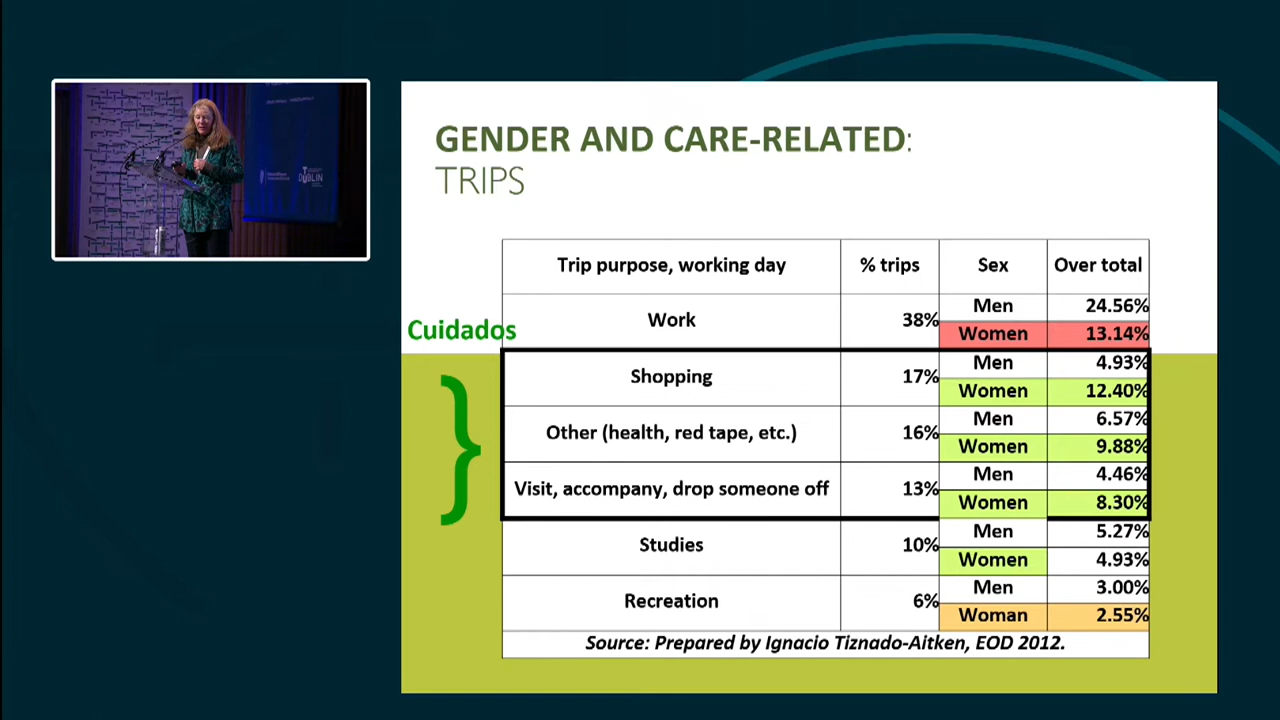 GENDER AND CARE-RELATED:
TRIPS
Trip purpose, working day % trips Sex Over total
Cuidados
Work 38% Men 24.56%
Women 13.14%
Shopping 17% Men 4.93%
Women 12.40%
Other (health, red tape, etc.) 16% Men 6.57%
Women 9.88%
Visit, accompany, drop someone off 13% Men 4.46%
Women 8.30%
Studies 10% Men 5.27%
Women 4.93%
Recreation 6% Men 3.00%
Woman 2.55%
Source: Prepared by Ignacio Tiznado-Aitken, EOD 2012.
DUBLIN